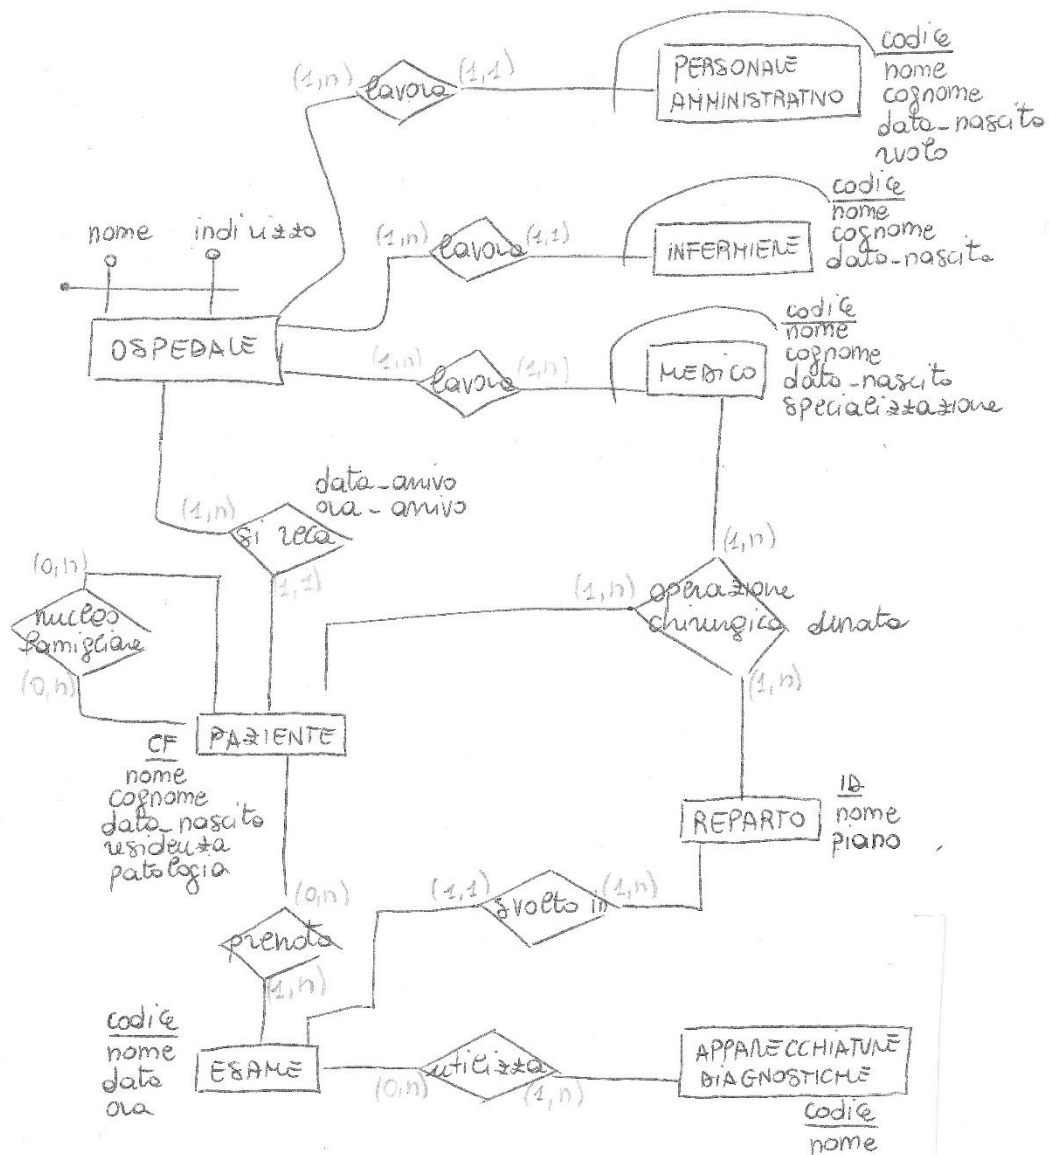 codice
nome
cognome
data_nascita
ruolo
PERSONALE
AMMINISTRATIVO
(1,n)
lavora
(1,1)
codice
nome
cognome
data_nascita
INFERMIERE
(1,n)
lavora
(1,1)
nome
indirizzo
OSPEDALE
codice
nome
cognome
data_nascita
specializzazione
MEDICO
(1,n)
lavora
(1,n)
data_arrivo
ora_arrivo
(1,n)
si reca
(1,1)
(0,n)
nucleo
famigliare
(0,n)
(1,n)
(1,n)
operazione
chirurgica
durata
(1,n)
PAZIENTE
CF
nome
cognome
data_nascita
residenza
patologia
REPARTO
ID
nome
piano
(0,n)
prenota
(1,n)
(1,1)
svolto in
(1,n)
codice
nome
data
ora
ESAME
(0,n)
utilizza
(1,n)
APPARECCHIATURE
DIAGNOSTICHE
codice
nome